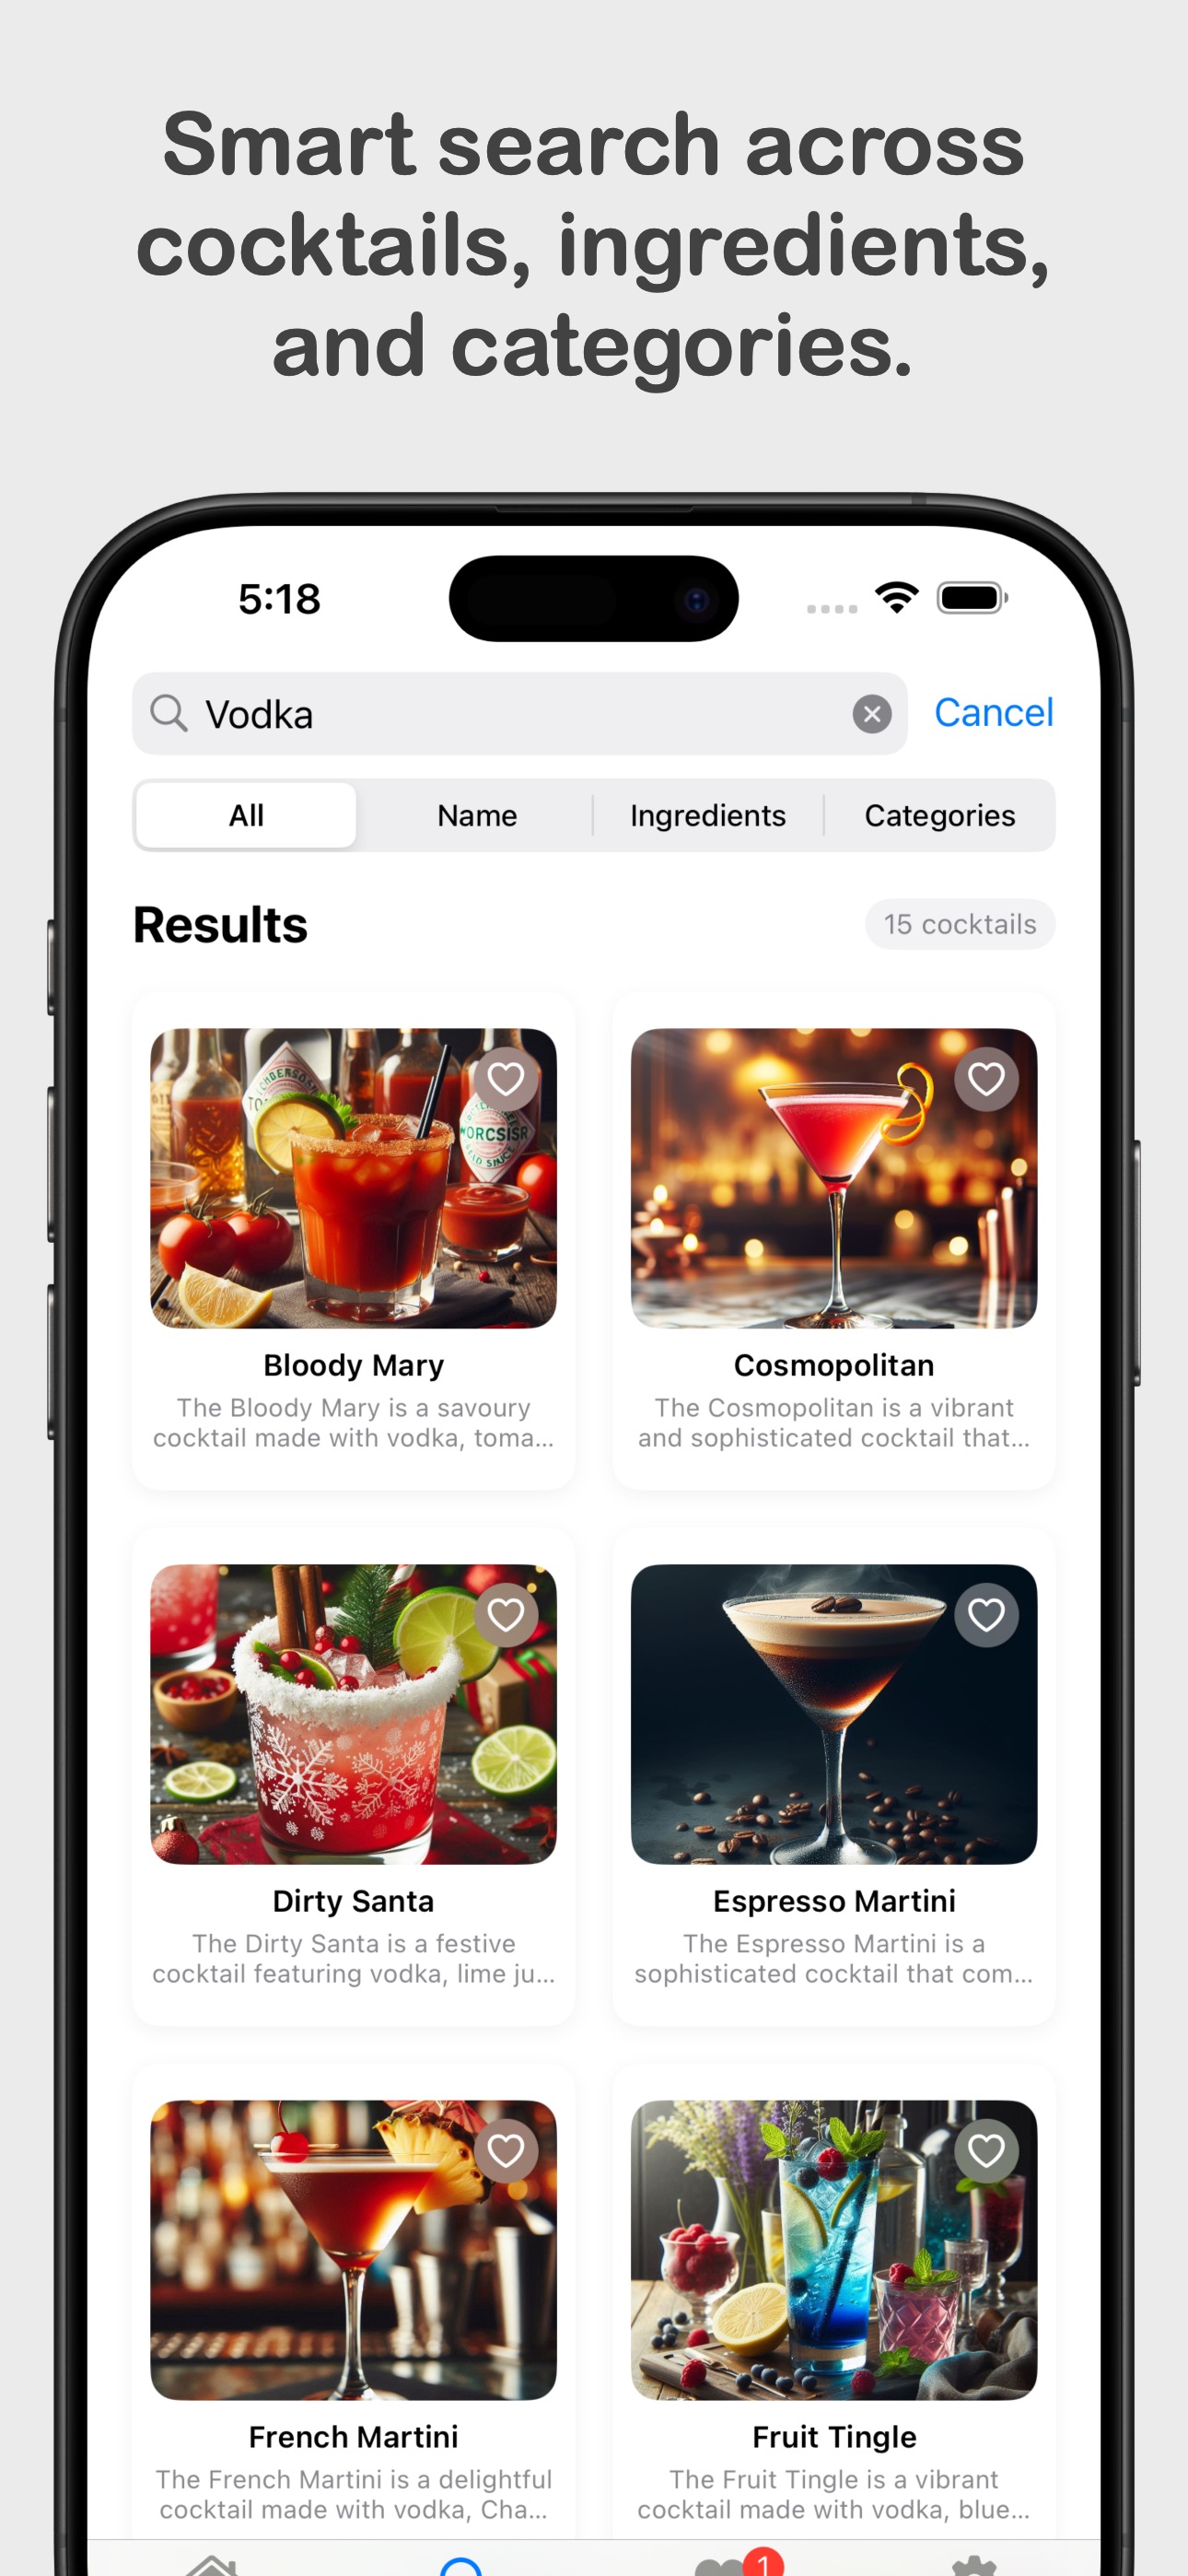 Smart search across
cocktails, ingredients,
and categories.
5:18
Vodka
Cancel
All
Name
Ingredients
Categories
Results
15 cocktails
WORCSISR
Bloody Mary
The Bloody Mary is a savoury
cocktail made with vodka, toma...
Cosmopolitan
The Cosmopolitan is a vibrant
and sophisticated cocktail that...
Dirty Santa
The Dirty Santa is a festive
cocktail featuring vodka, lime ju...
Espresso Martini
The Espresso Martini is a
sophisticated cocktail that com...
French Martini
The French Martini is a delightful
cocktail made with vodka, Cha...
Fruit Tingle
The Fruit Tingle is a vibrant
cocktail made with vodka, blue...
1